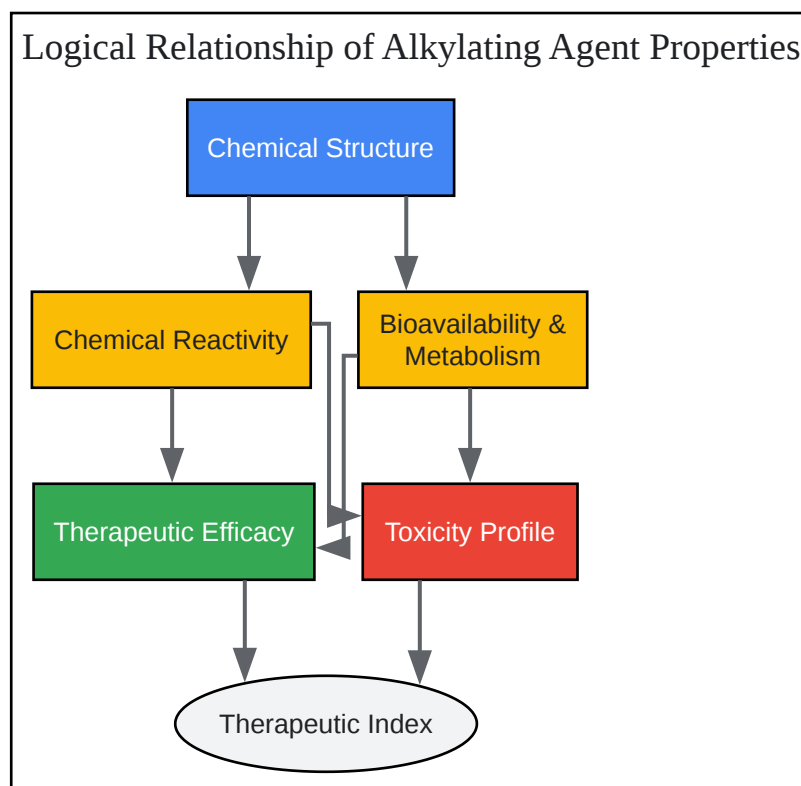 Logical Relationship of Alkylating Agent Properties
Chemical Structure
Chemical Reactivity
Bioavailability &
Metabolism
Therapeutic Efficacy
Toxicity Profile
Therapeutic Index